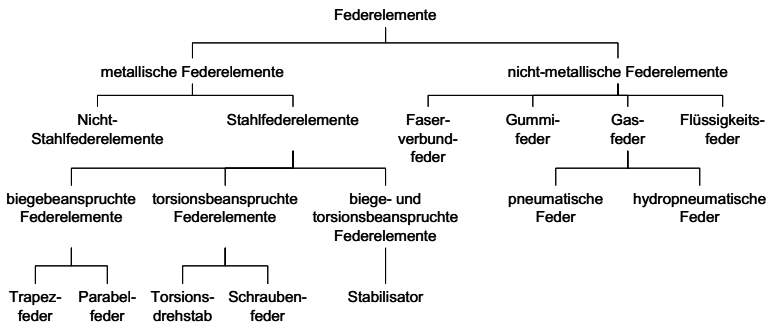 Federelemente
metallische Federelemente
nicht-metallische Federelemente
Nicht-
Stahlfederelemente
Stahlfederelemente
Faser-
verbund-
feder
Gummi-
feder
Gas-
feder
Flüssigkeits-
feder
biegebeanspruchte
Federelemente
torsionsbeanspruchte
Federelemente
biege- und
torsionsbeanspruchte
Federelemente
pneumatische
Feder
hydropneumatische
Feder
Trapez-
feder
Parabel-
feder
Torsions-
drehstab
Schrauben-
feder
Stabilisator